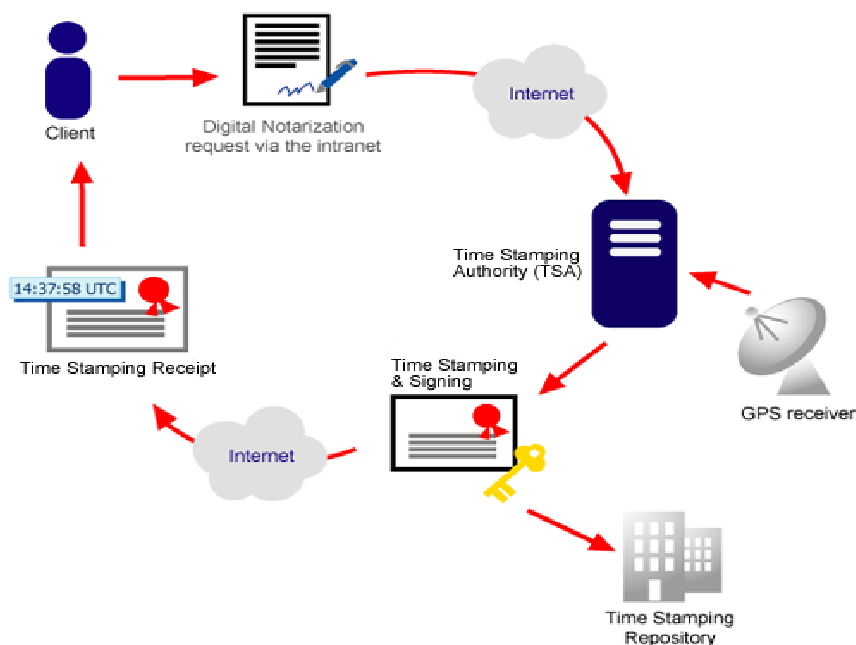 Internet
Client
Digital Notarization
request via the intranet
Time Stamping
Authority (TSA)
14:37:58 UTC
Time Stamping Receipt
Time Stamping
& Signing
GPS receiver
Internet
Time Stamping
Repository